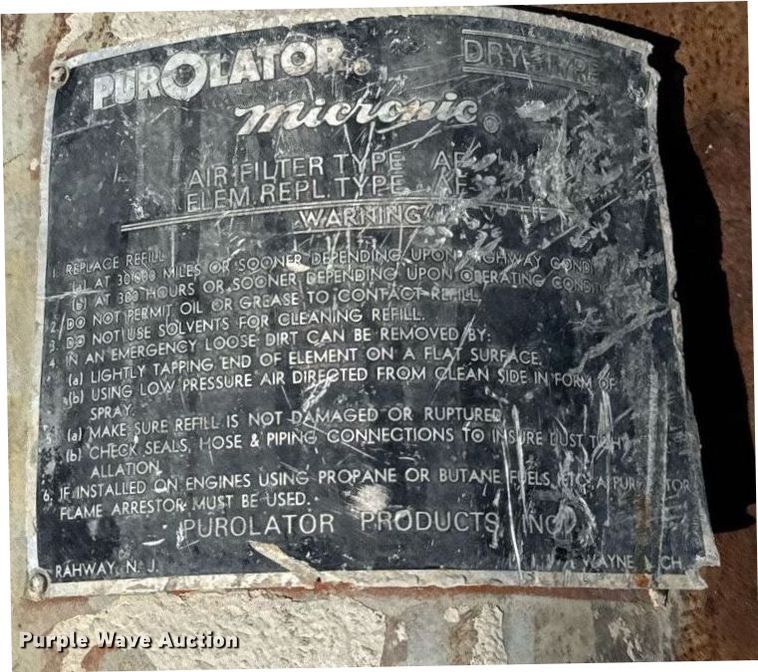 PUROLATOR
DRY TYPE
micronic
AIR FILTER TYPE
ELEM. REPL. TYPE
WARNING
1. REPLACE REFILL
(a) AT 30,000 MILES OR SOONER DEPENDING UPON HIGHWAY CONDI
(b) AT 300 HOURS OR SOONER DEPENDING UPON OPERATING CONDIT
2. DO NOT PERMIT OIL OR GREASE TO CONTACT REFILL.
3. DO NOT USE SOLVENTS FOR CLEANING REFILL.
4. IN AN EMERGENCY LOOSE DIRT CAN BE REMOVED BY:
(a) LIGHTLY TAPPING END OF ELEMENT ON A FLAT SURFACE.
(b) USING LOW PRESSURE AIR DIRECTED FROM CLEAN SIDE IN FORM OF
SPRAY.
(a) MAKE SURE REFILL IS NOT DAMAGED OR RUPTURED.
(b) CHECK SEALS, HOSE & PIPING CONNECTIONS TO INSURE DUST
ALLATION.
6. IF INSTALLED ON ENGINES USING PROPANE OR BUTANE FUELS, ETC. A PUROLATOR
FLAME ARRESTOR MUST BE USED.
PUROLATOR PRODUCTS, INC.
RAHWAY, N. J. WAYNE
Purple Wave Auction